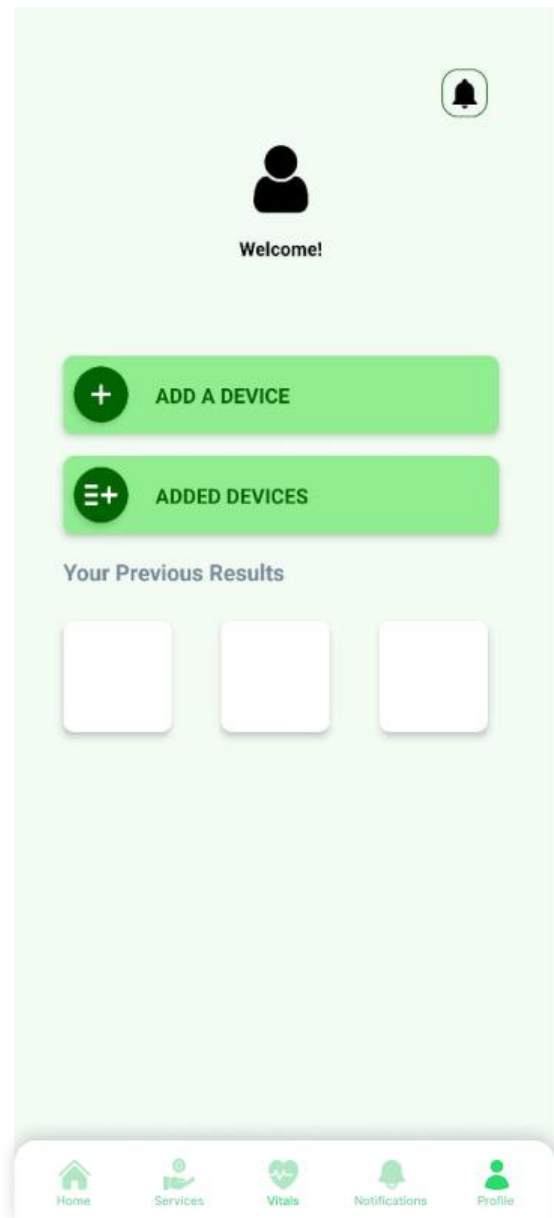 Welcome!
ADD A DEVICE
ADDED DEVICES
Your Previous Results
Home Services Vitals Notifications Profile